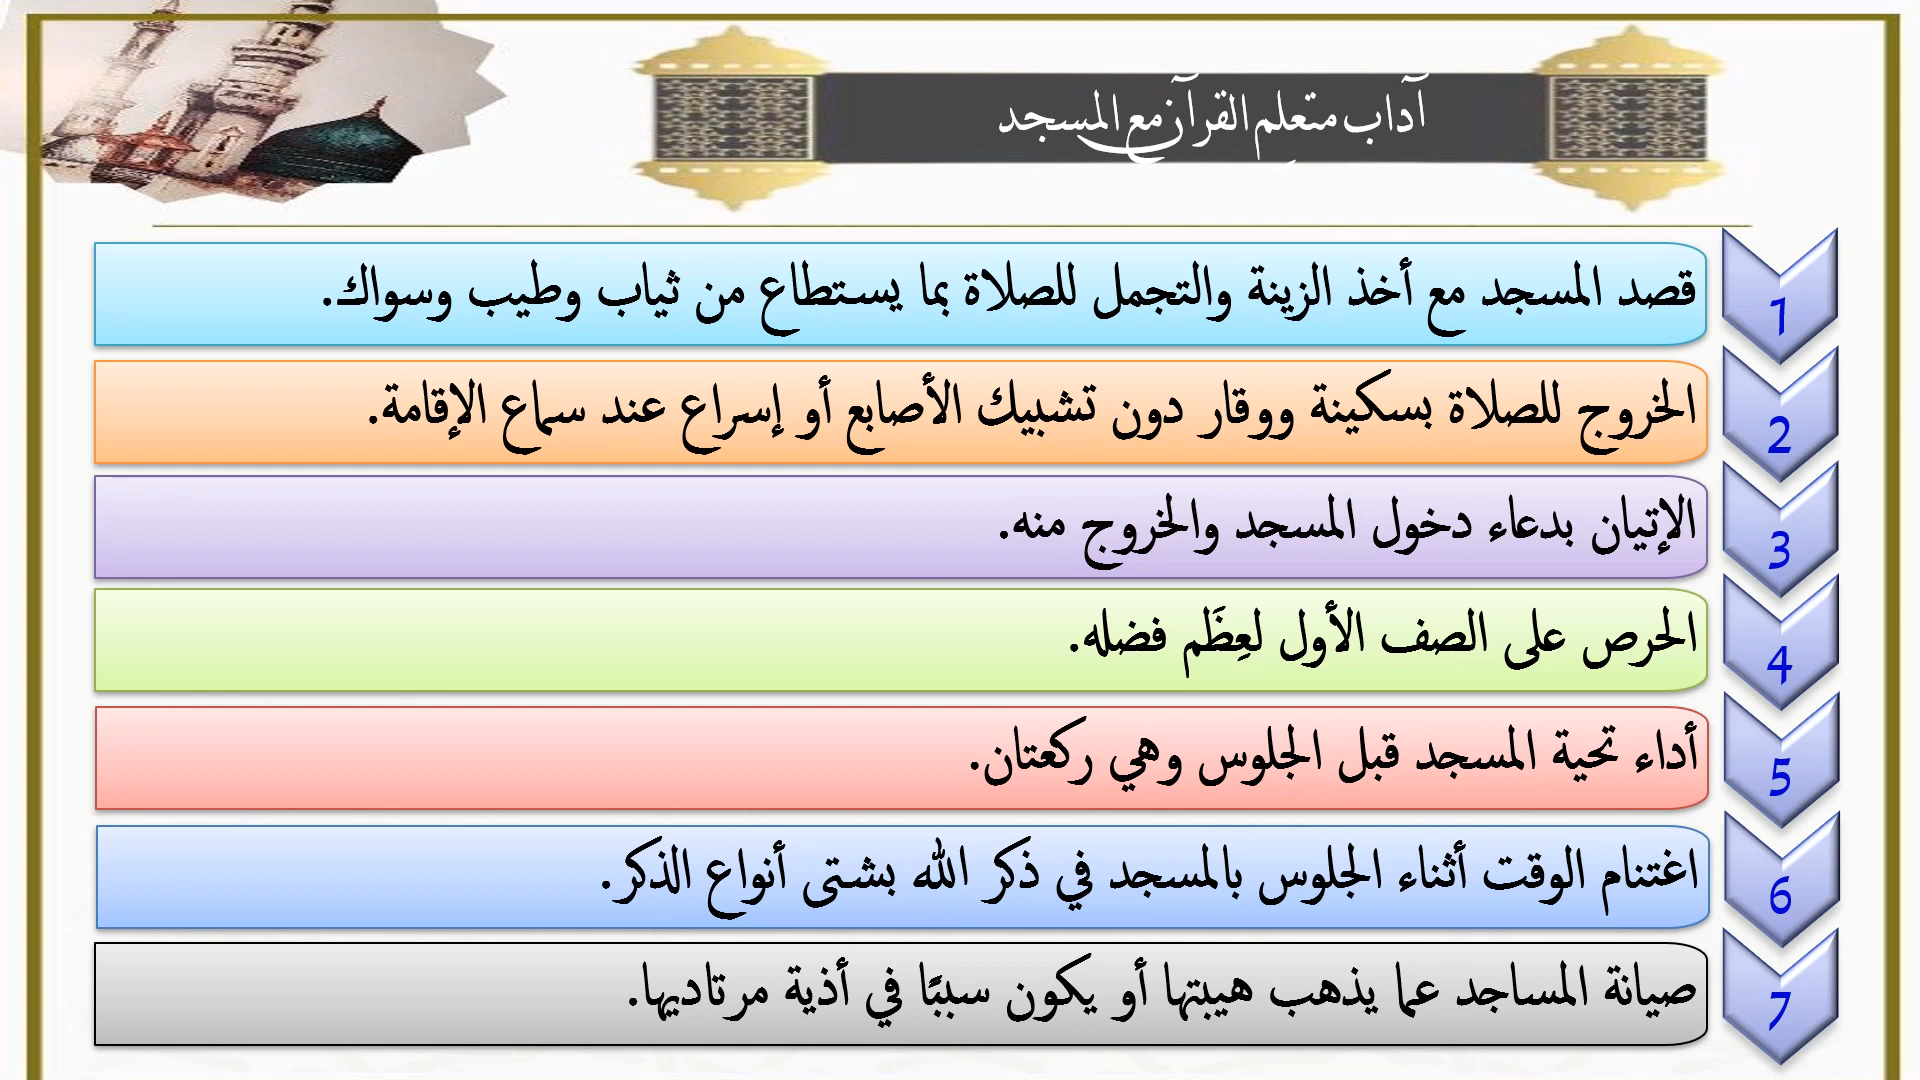 آداب متعلم القرآن مع المسجد
1 قصد المسجد مع أخذ الزينة والتجمل للصلاة بما يستطاع من ثياب وطيب وسواك.
2 الخروج للصلاة بسكينة ووقار دون تشبيك الأصابع أو إسراع عند سماع الإقامة.
3 الإتيان بدعاء دخول المسجد والخروج منه.
4 الحرص على الصف الأول لعِظَم فضله.
5 أداء تحية المسجد قبل الجلوس وهي ركعتان.
6 اغتنام الوقت أثناء الجلوس بالمسجد في ذكر الله بشتى أنواع الذكر.
7 صيانة المساجد عما يذهب هيبتها أو يكون سببًا في أذية مرتاديها.